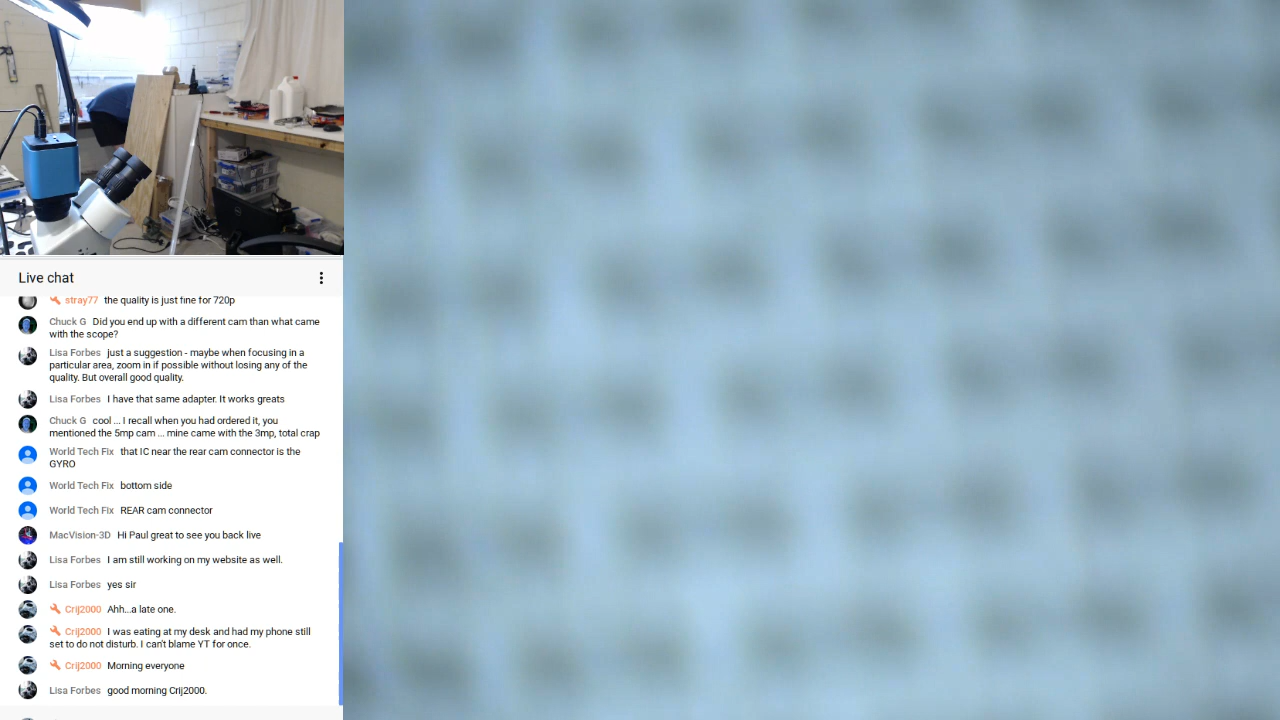 Live chat
stray77 the quality is just fine for 720p
Chuck G Did you end up with a different cam than what came
with the scope?
Lisa Forbes just a suggestion - maybe when focusing in a
particular area, zoom in if possible without losing any of the
quality. But overall good quality.
Lisa Forbes I have that same adapter. It works greats
Chuck G cool ... I recall when you had ordered it, you
mentioned the 5mp cam ... mine came with the 3mp, total crap
World Tech Fix that IC near the rear cam connector is the
GYRO
World Tech Fix bottom side
World Tech Fix REAR cam connector
MacVision-3D Hi Paul great to see you back live
Lisa Forbes I am still working on my website as well.
Lisa Forbes yes sir
Crij2000 Ahh...a late one.
Crij2000 I was eating at my desk and had my phone still
set to do not disturb. I can't blame YT for once.
Crij2000 Morning everyone
Lisa Forbes good morning Crij2000.